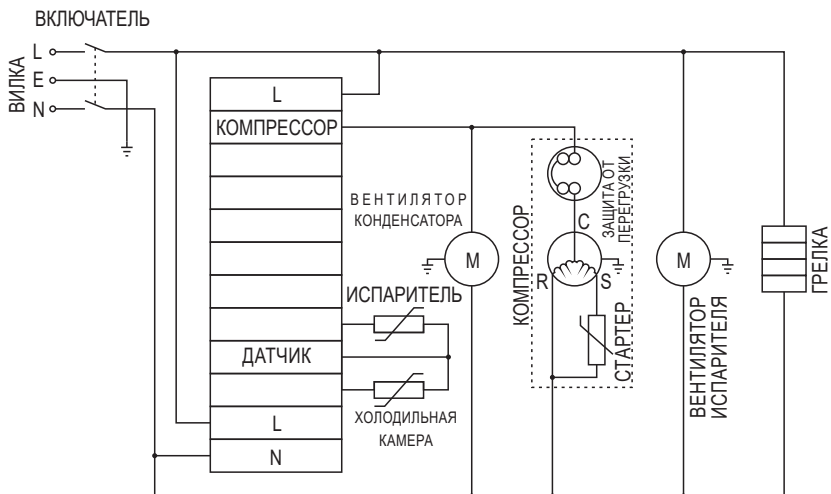 ВКЛЮЧАТЕЛЬ
ВИЛКА
L
E
N
L
КОМПРЕССОР
ВЕНТИЛЯТОР
КОНДЕНСАТОРА
M
КОМПРЕССОР
ЗАЩИТА ОТ
ПЕРЕГРУЗКИ
C
R
S
СТАРТЕР
M
ВЕНТИЛЯТОР
ИСПАРИТЕЛЯ
ГРЕЛКА
ИСПАРИТЕЛЬ
ДАТЧИК
ХОЛОДИЛЬНАЯ
КАМЕРА
L
N